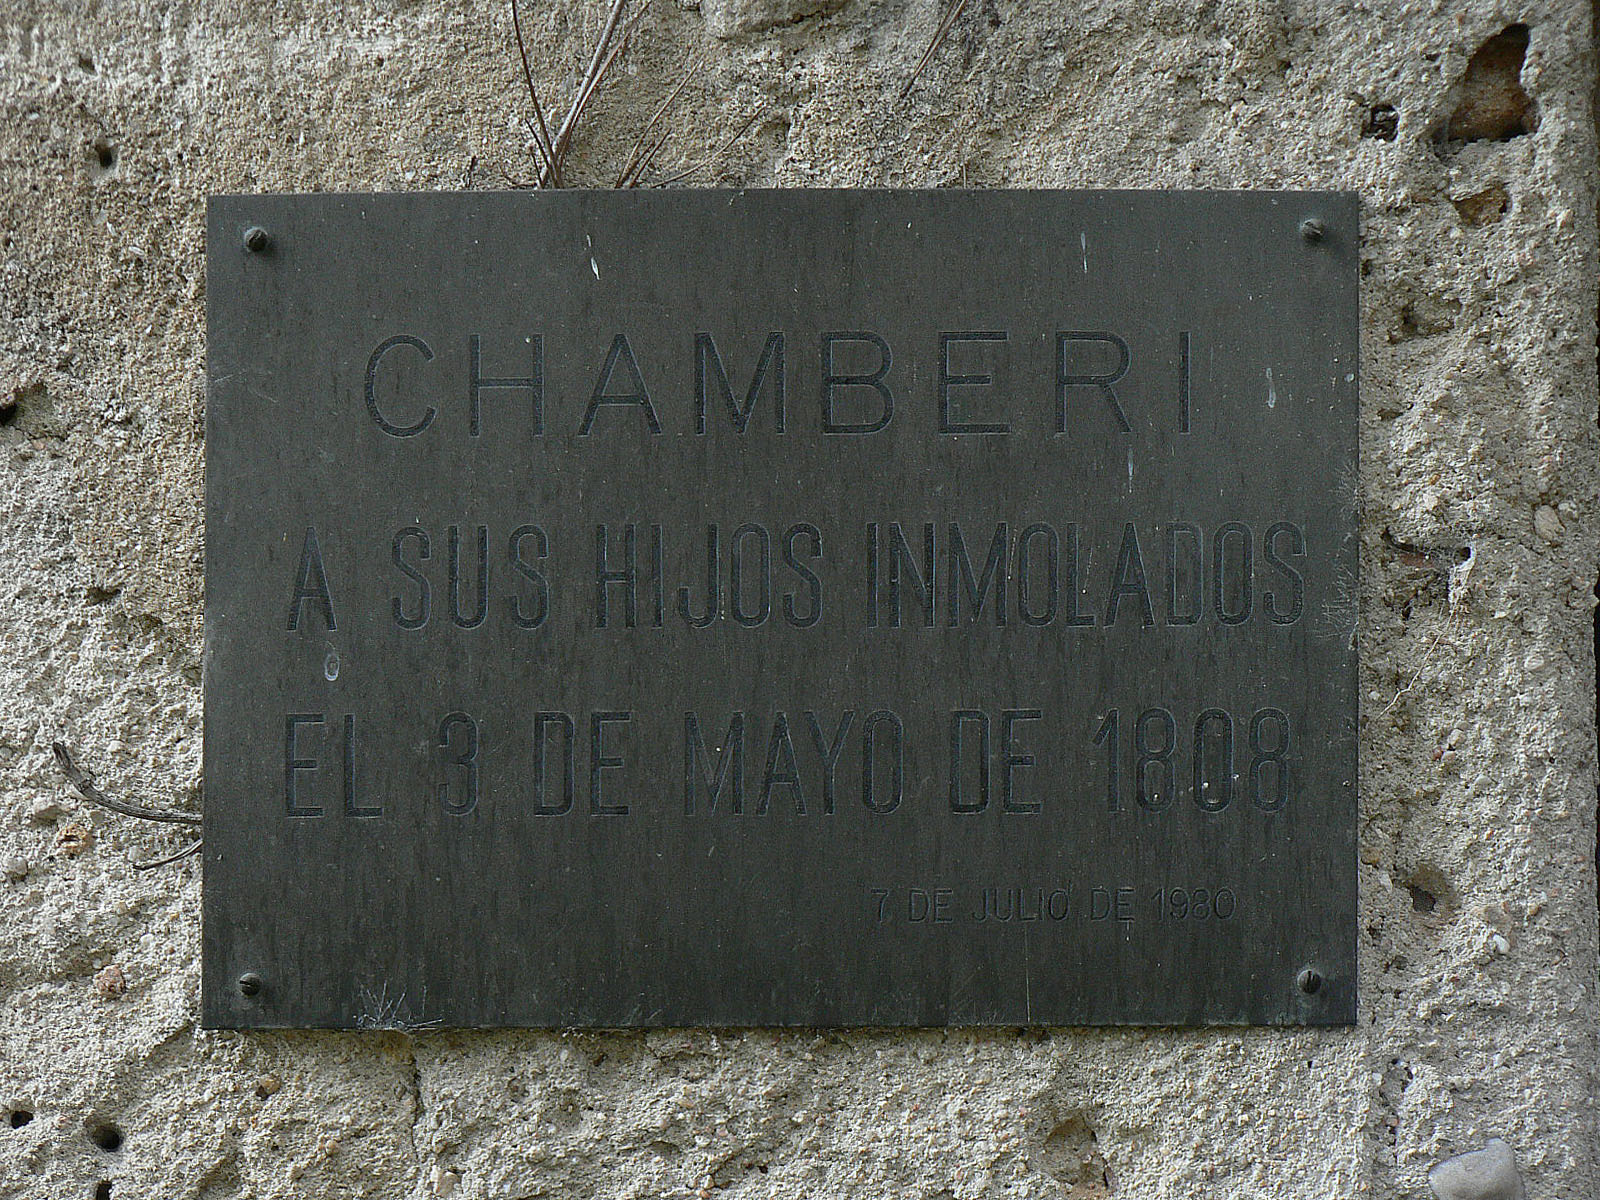 CHAMBERI
A SUS HIJOS INMOLADOS
EL 3 DE MAYO DE 1808
7 DE JULIO DE 1980